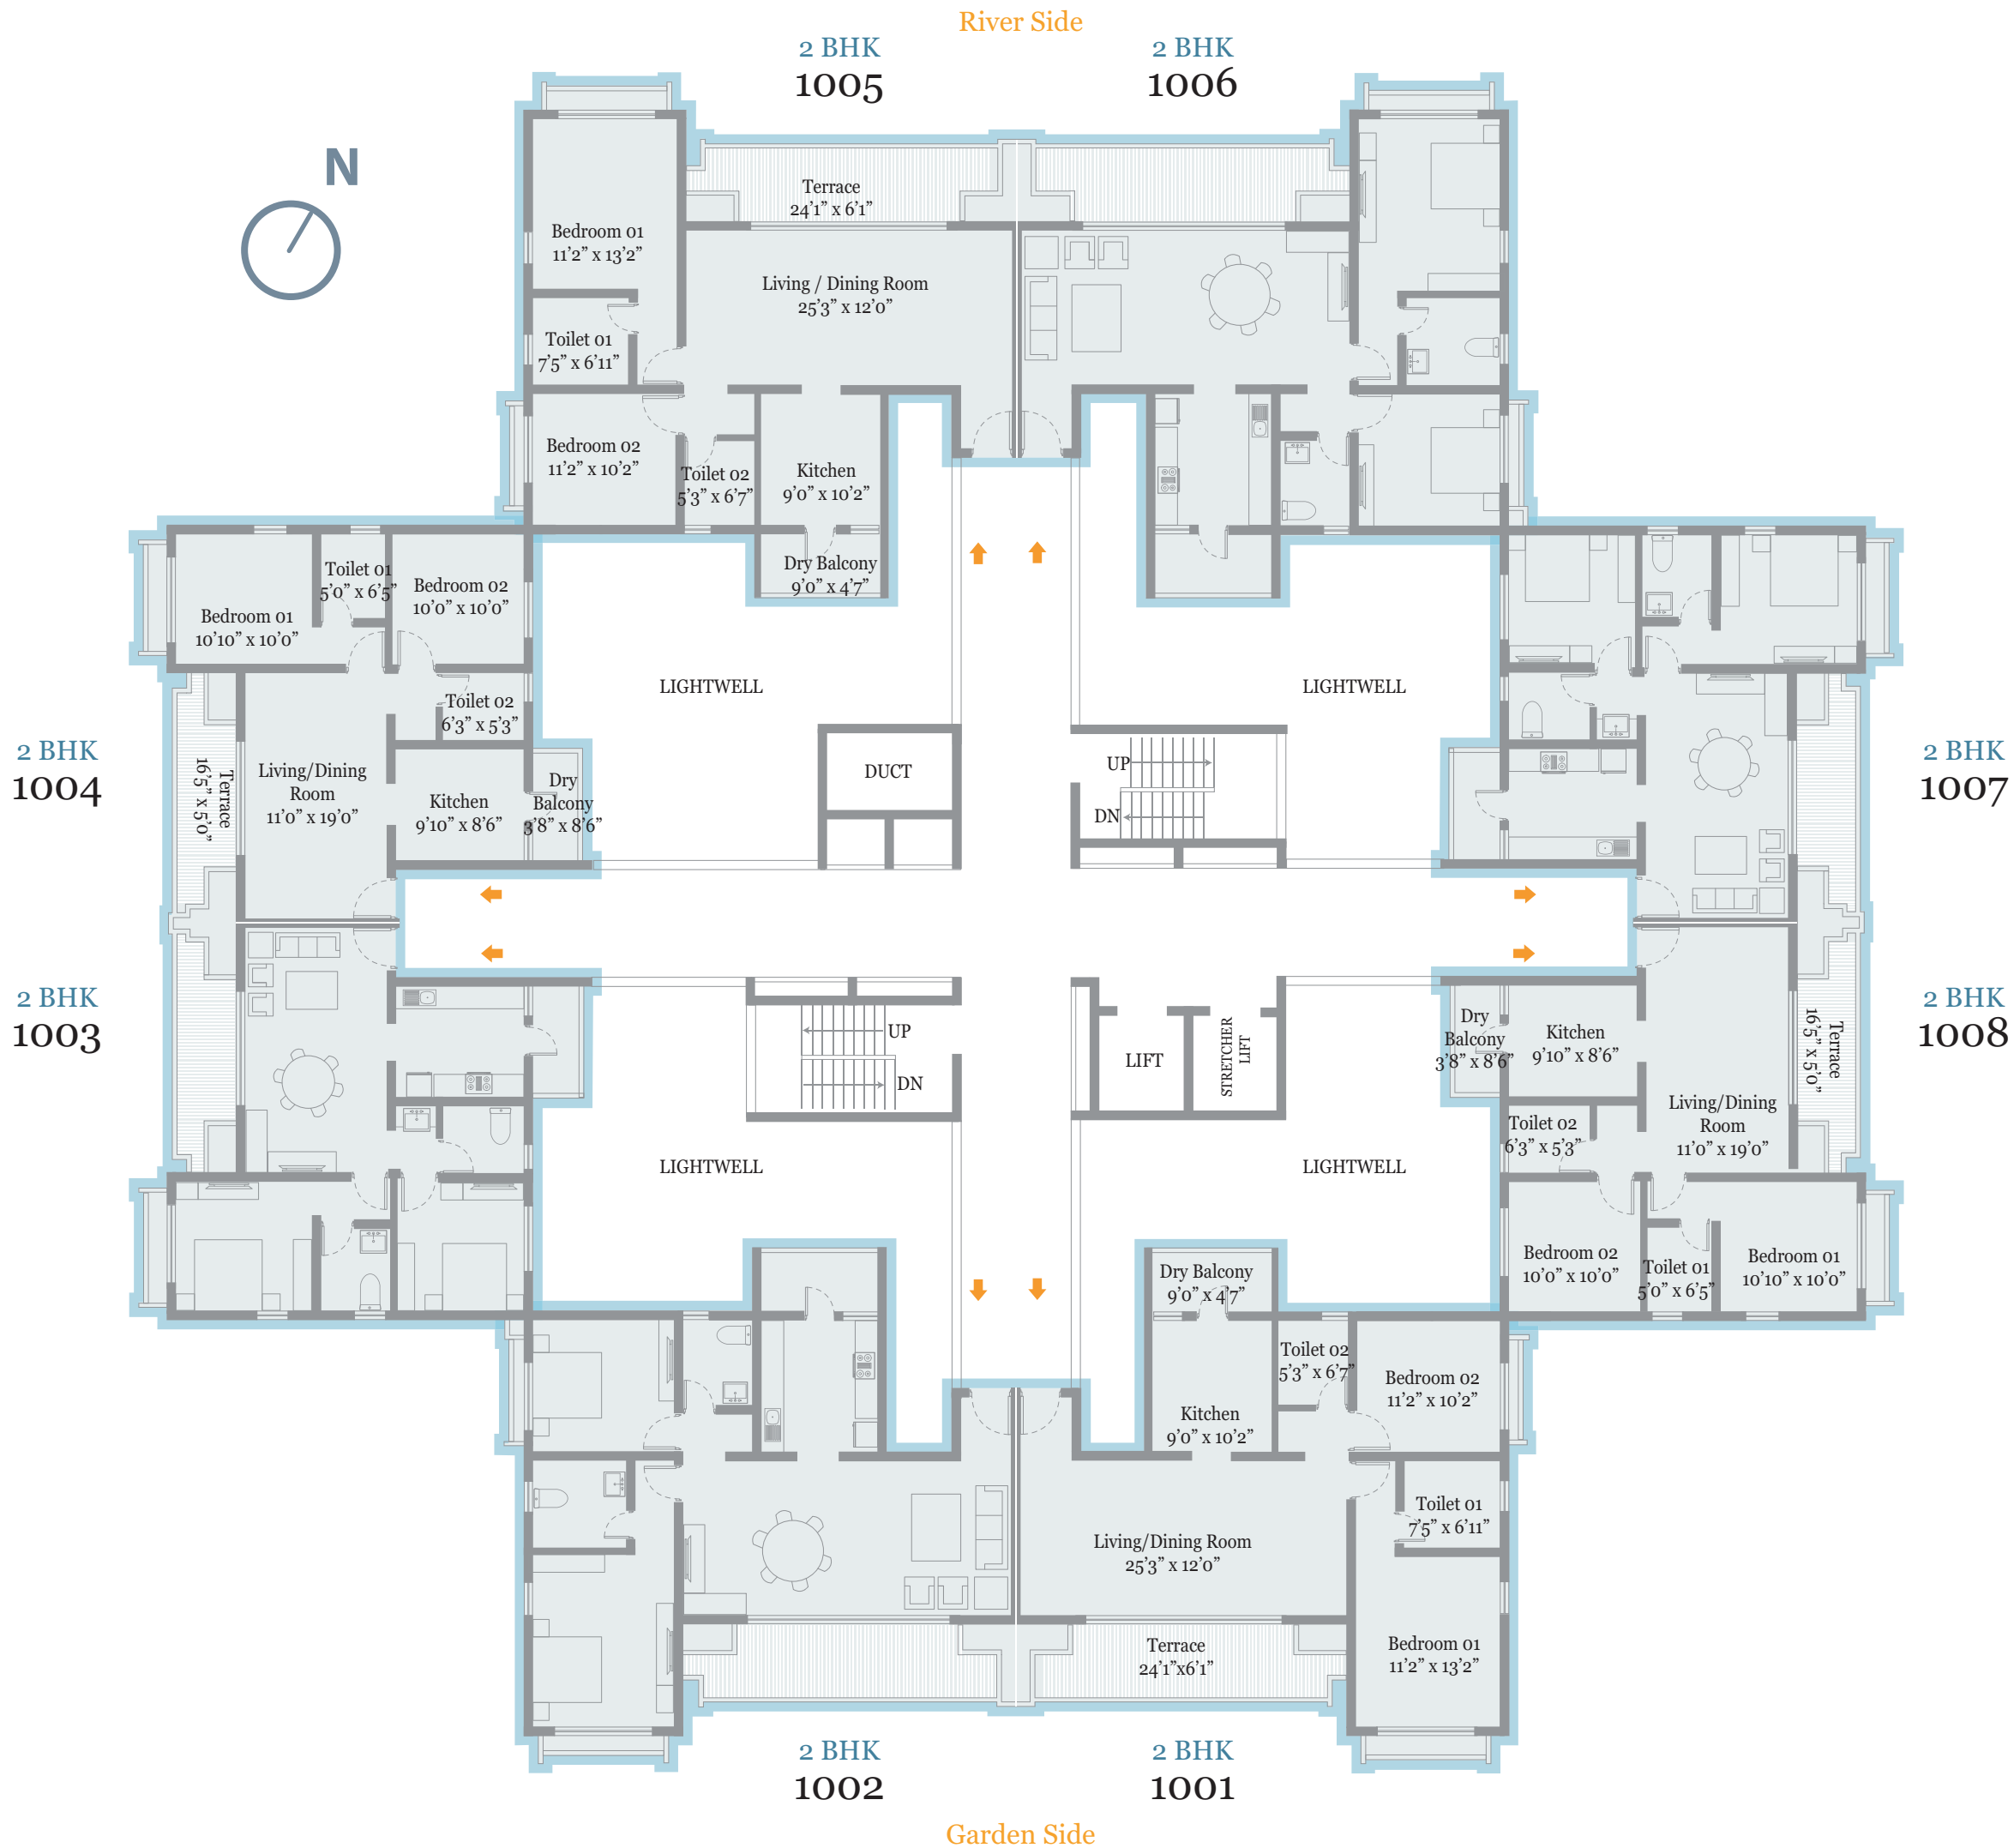 River Side
2 BHK
1005
2 BHK
1006
N
Terrace
24’1” x 6’1”
Bedroom 01
11’2” x 13’2”
Living / Dining Room
25’3” x 12’0”
Toilet 01
7’5” x 6’11”
Bedroom 02
11’2” x 10’2”
Toilet 02
5’3” x 6’7”
Kitchen
9’0” x 10’2”
Dry Balcony
9’0” x 4’7”
Toilet 01
5’0” x 6’5”
Bedroom 02
10’0” x 10’0”
Bedroom 01
10’10” x 10’0”
Toilet 02
6’3” x 5’3”
LIGHTWELL
LIGHTWELL
2 BHK
1004
Terrace
16’5” x 5’0”
Living/Dining
Room
11’0” x 19’0”
Kitchen
9’10” x 8’6”
Dry
Balcony
3’8” x 8’6”
DUCT
UP
DN
2 BHK
1007
2 BHK
1003
UP
DN
LIFT
STRETCHER
LIFT
Dry
Balcony
3’8” x 8’6”
Kitchen
9’10” x 8’6”
Terrace
16’5” x 5’0”
2 BHK
1008
Living/Dining
Room
11’0” x 19’0”
Toilet 02
6’3” x 5’3”
LIGHTWELL
LIGHTWELL
Bedroom 02
10’0” x 10’0”
Toilet 01
5’0” x 6’5”
Bedroom 01
10’10” x 10’0”
Dry Balcony
9’0” x 4’7”
Toilet 02
5’3” x 6’7”
Bedroom 02
11’2” x 10’2”
Kitchen
9’0” x 10’2”
Toilet 01
7’5” x 6’11”
Living/Dining Room
25’3” x 12’0”
Terrace
24’1”x6’1”
Bedroom 01
11’2” x 13’2”
2 BHK
1002
2 BHK
1001
Garden Side